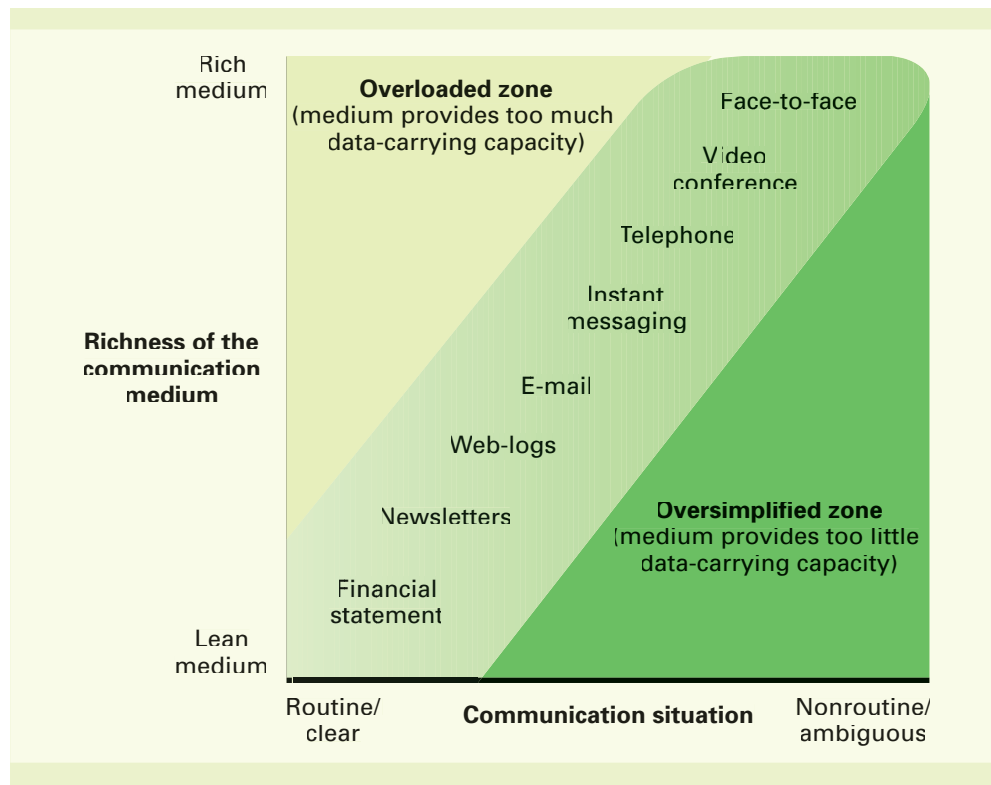 Rich
medium
Overloaded zone
(medium provides too much
data-carrying capacity)
Face-to-face
Video
conference
Telephone
Instant
messaging
Richness of the
communication
medium
E-mail
Web-logs
Newsletters
Oversimplified zone
(medium provides too little
data-carrying capacity)
Financial
statement
Lean
medium
Routine/
clear
Communication situation
Nonroutine/
ambiguous